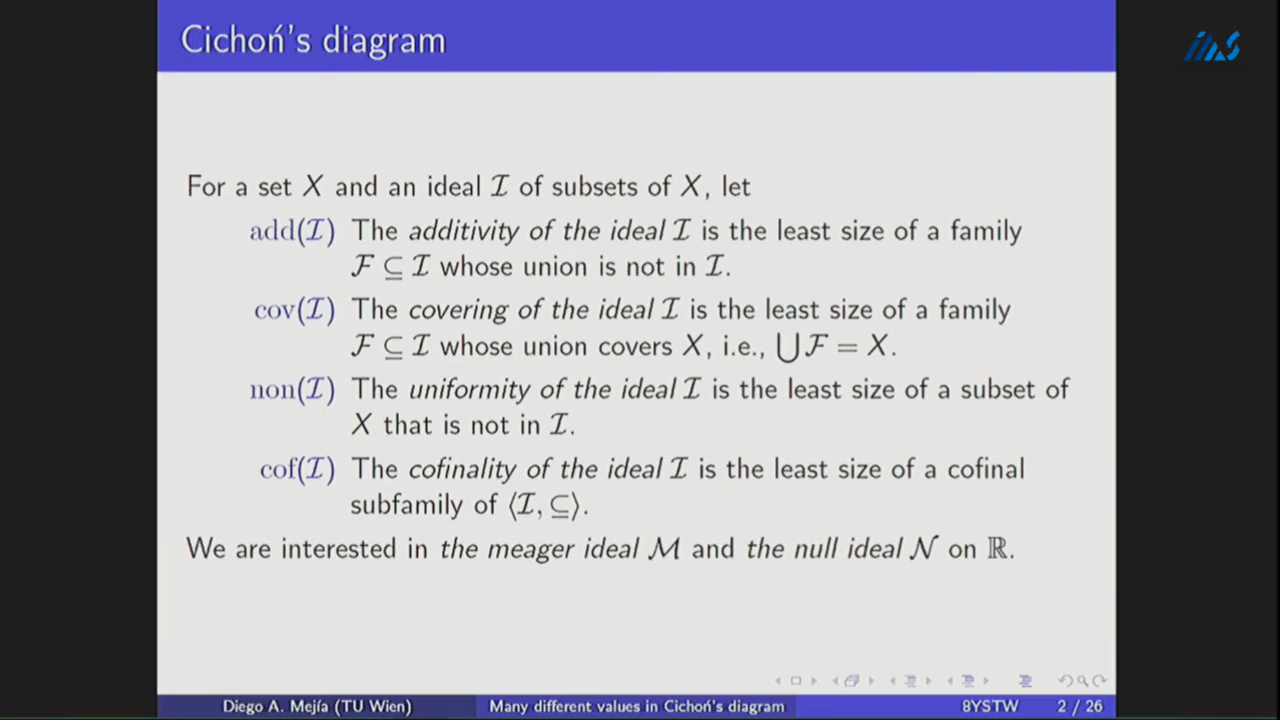 Cichoń's diagram
iMS
For a set X and an ideal 𝓘 of subsets of X, let
add(𝓘) The additivity of the ideal 𝓘 is the least size of a family
𝓕 ⊆ 𝓘 whose union is not in 𝓘.
cov(𝓘) The covering of the ideal 𝓘 is the least size of a family
𝓕 ⊆ 𝓘 whose union covers X, i.e., ⋃𝓕 = X.
non(𝓘) The uniformity of the ideal 𝓘 is the least size of a subset of
X that is not in 𝓘.
cof(𝓘) The cofinality of the ideal 𝓘 is the least size of a cofinal
subfamily of ⟨𝓘, ⊆⟩.
We are interested in the meager ideal 𝓜 and the null ideal 𝓝 on ℝ.
Diego A. Mejía (TU Wien) Many different values in Cichoń's diagram 8YSTW 2 / 26